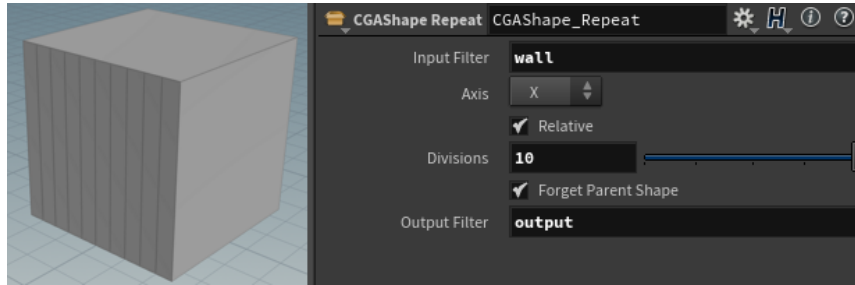 CGAShape Repeat CGAShape_Repeat
Input Filter wall
Axis X
Relative
Divisions 10
Forget Parent Shape
Output Filter output